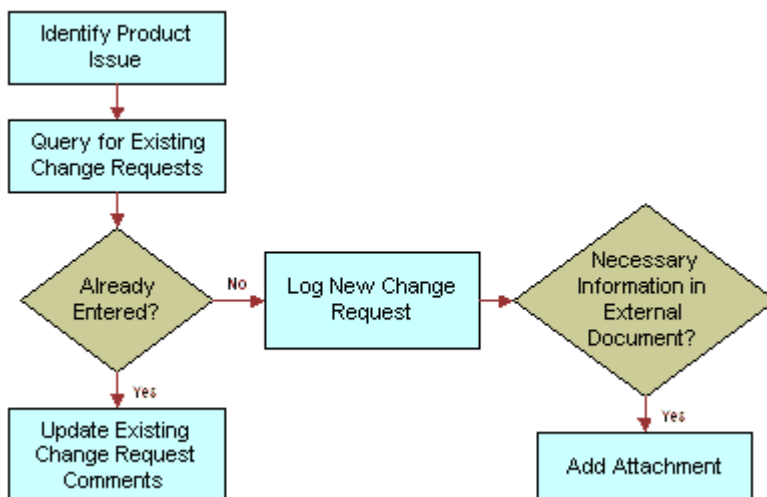 Identify Product
Issue
Query for Existing
Change Requests
Already
Entered?
No
Log New Change
Request
Necessary
Information in
External
Document?
Yes
Update Existing
Change Request
Comments
Yes
Add Attachment